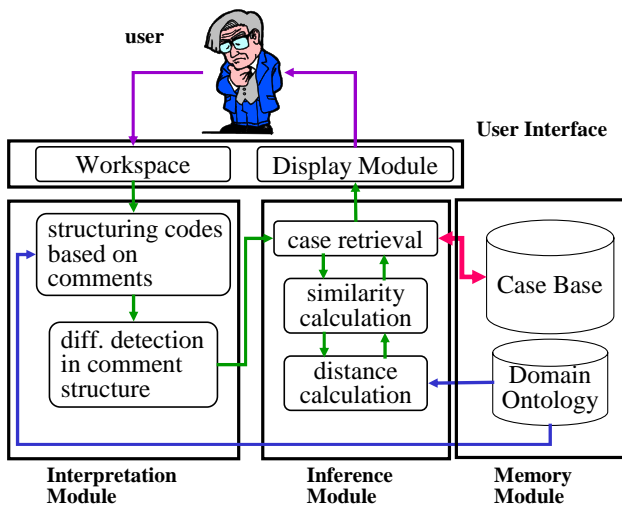 user
User Interface
Workspace
Display Module
structuring codes
based on
comments
diff. detection
in comment
structure
case retrieval
similarity
calculation
distance
calculation
Case Base
Domain
Ontology
Interpretation
Module
Inference
Module
Memory
Module